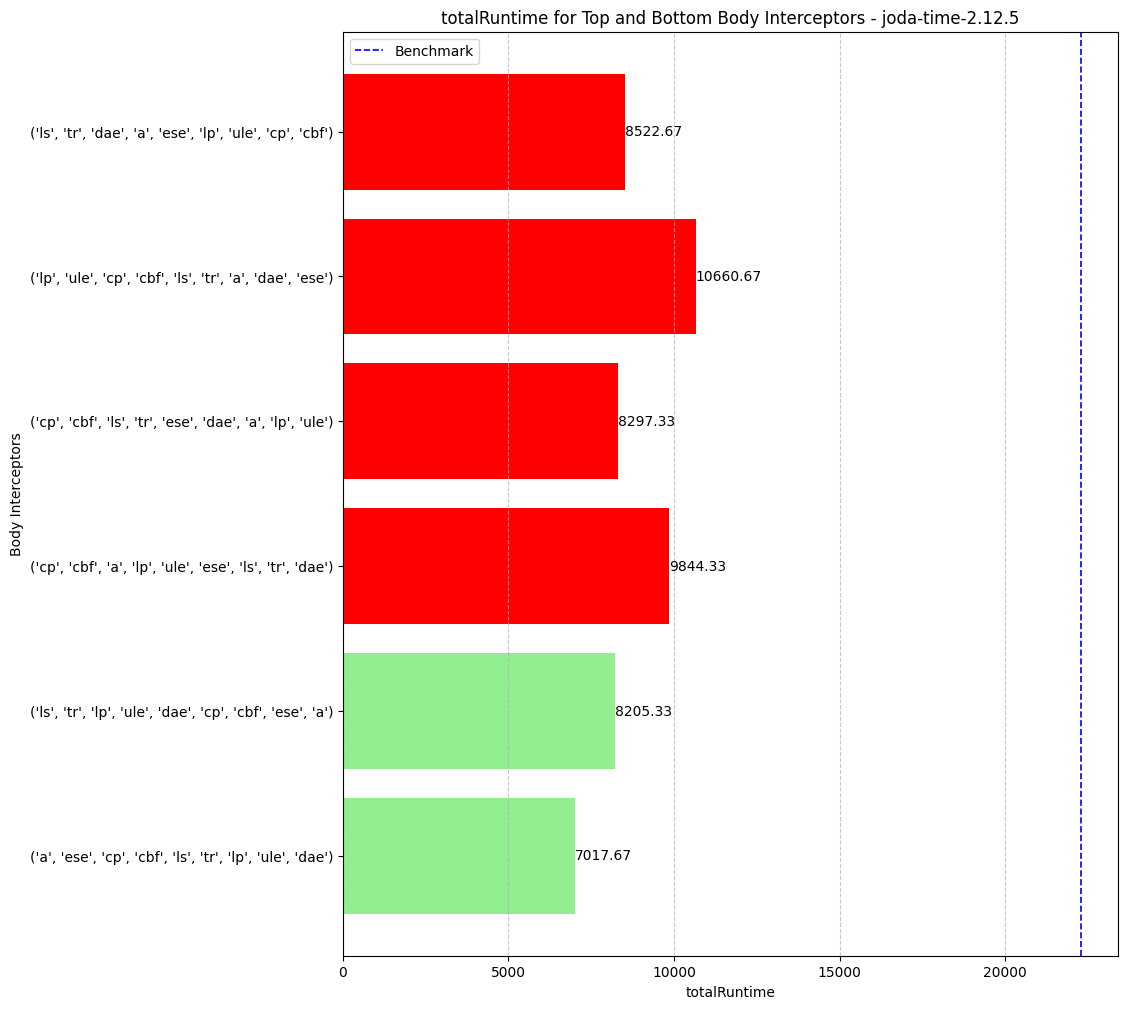 totalRuntime for Top and Bottom Body Interceptors - joda-time-2.12.5
Benchmark
('ls', 'tr', 'dae', 'a', 'ese', 'lp', 'ule', 'cp', 'cbf')
8522.67
('lp', 'ule', 'cp', 'cbf', 'ls', 'tr', 'a', 'dae', 'ese')
10660.67
('cp', 'cbf', 'ls', 'tr', 'ese', 'dae', 'a', 'lp', 'ule')
8297.33
('cp', 'cbf', 'a', 'lp', 'ule', 'ese', 'ls', 'tr', 'dae')
9844.33
('ls', 'tr', 'lp', 'ule', 'dae', 'cp', 'cbf', 'ese', 'a')
8205.33
('a', 'ese', 'cp', 'cbf', 'ls', 'tr', 'lp', 'ule', 'dae')
7017.67
Body Interceptors
0 5000 10000 15000 20000
totalRuntime